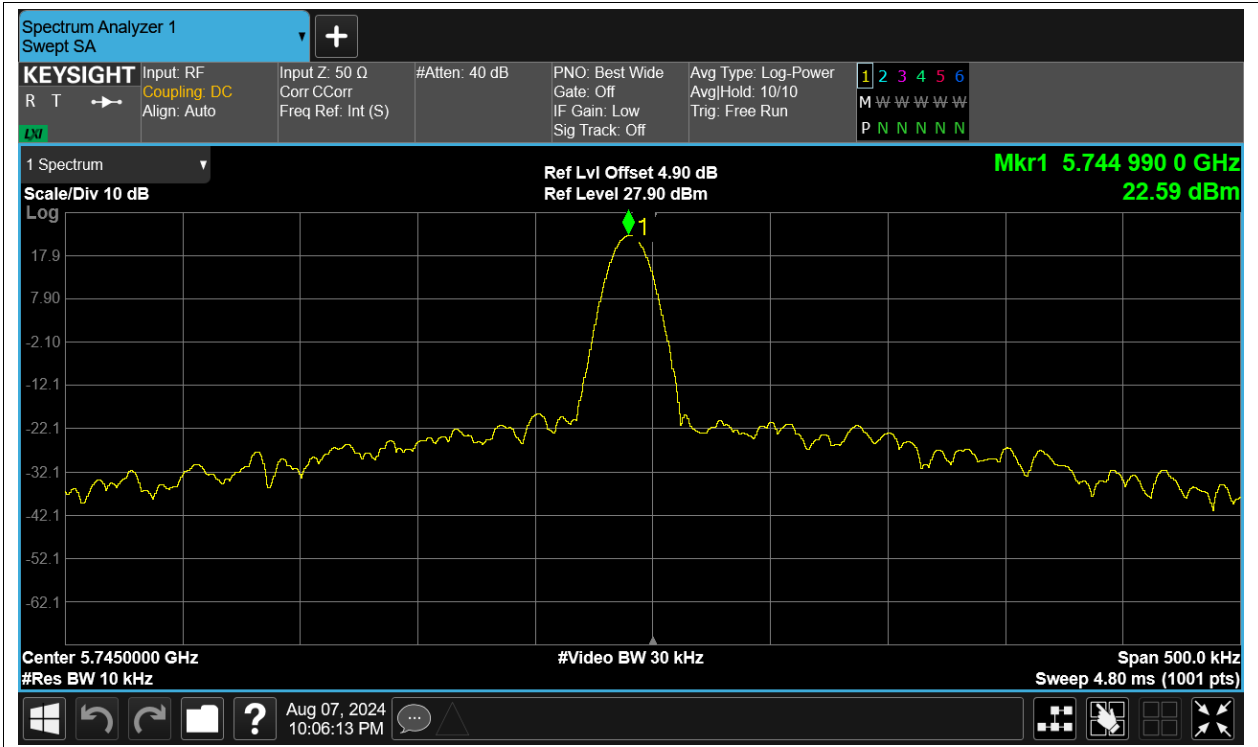 Spectrum Analyzer 1
Swept SA
KEYSIGHT
R T
LXI
Input: RF
Coupling: DC
Align: Auto
Input Z: 50 Ω
Corr CCorr
Freq Ref: Int (S)
#Atten: 40 dB
PNO: Best Wide
Gate: Off
IF Gain: Low
Sig Track: Off
Avg Type: Log-Power
Avg|Hold: 10/10
Trig: Free Run
1 2 3 4 5 6
M W W W W W
P N N N N N
1 Spectrum
Scale/Div 10 dB
Log
Ref Lvl Offset 4.90 dB
Ref Level 27.90 dBm
Mkr1 5.744 990 0 GHz
22.59 dBm
1
17.9
7.90
-2.10
-12.1
-22.1
-32.1
-42.1
-52.1
-62.1
Center 5.7450000 GHz
#Res BW 10 kHz
#Video BW 30 kHz
Span 500.0 kHz
Sweep 4.80 ms (1001 pts)
?
Aug 07, 2024
10:06:13 PM